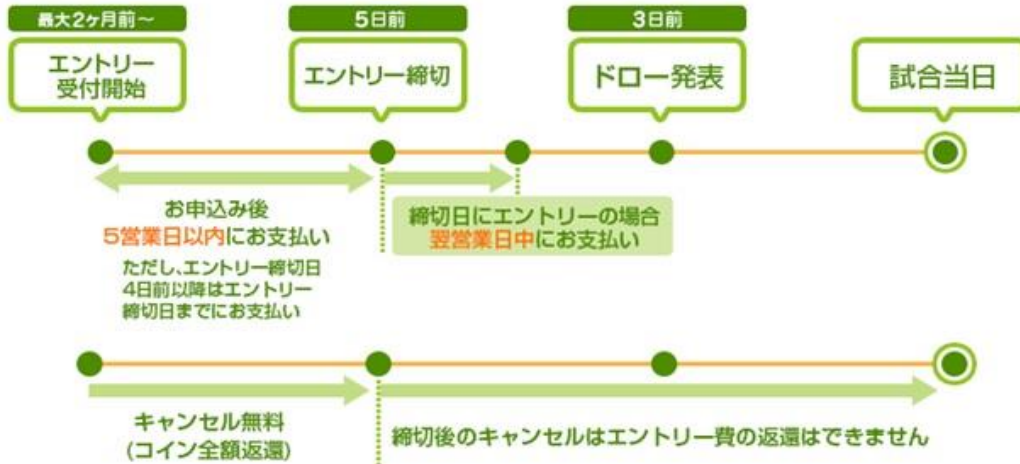 最大2ヶ月前～
エントリー
受付開始
5日前
エントリー締切
3日前
ドロー発表
試合当日
お申込み後
5営業日以内にお支払い
ただし、エントリー締切日
4日前以降はエントリー
締切日までにお支払い
締切日にエントリーの場合
翌営業日中にお支払い
キャンセル無料
(コイン全額返還)
締切後のキャンセルはエントリー費の返還はできません